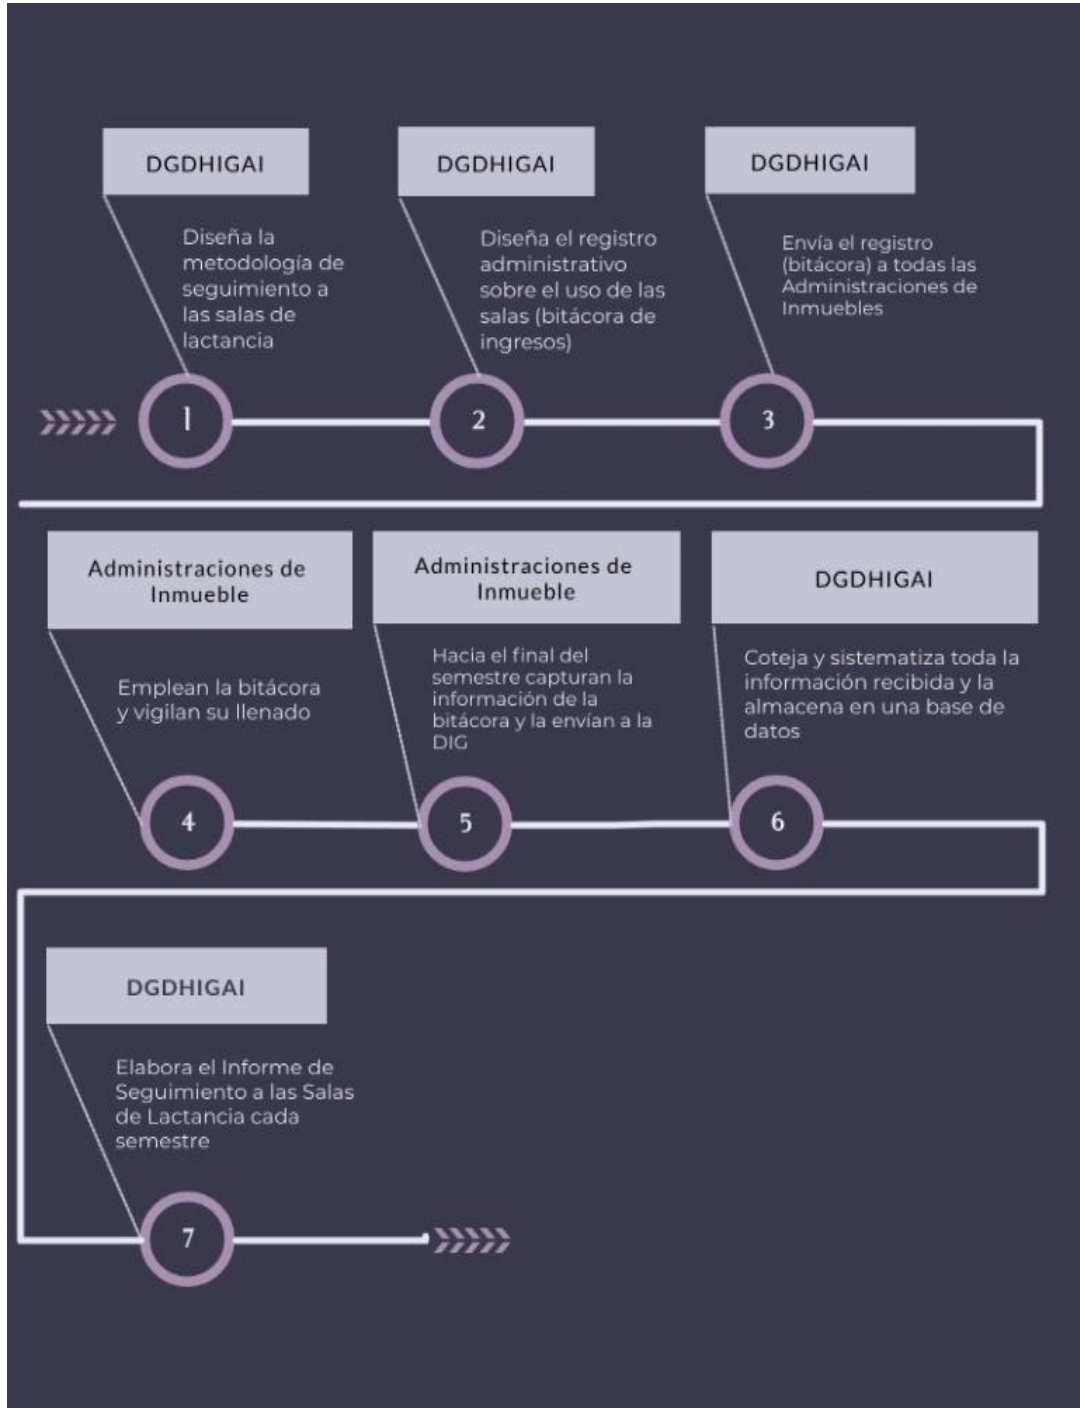 DGDHIGAI
Diseña la
metodología de
seguimiento a
las salas de
lactancia
1
DGDHIGAI
Diseña el registro
administrativo
sobre el uso de las
salas (bitácora de
ingresos)
2
DGDHIGAI
Envía el registro
(bitácora) a todas las
Administraciones de
Inmuebles
3
Administraciones de
Inmueble
Emplean la bitácora
y vigilan su llenado
4
Administraciones de
Inmueble
Hacia el final del
semestre capturan la
información de la
bitácora y la envían a la
DIG
5
DGDHIGAI
Coteja y sistematiza toda la
información recibida y la
almacena en una base de
datos
6
DGDHIGAI
Elabora el Informe de
Seguimiento a las Salas
de Lactancia cada
semestre
7